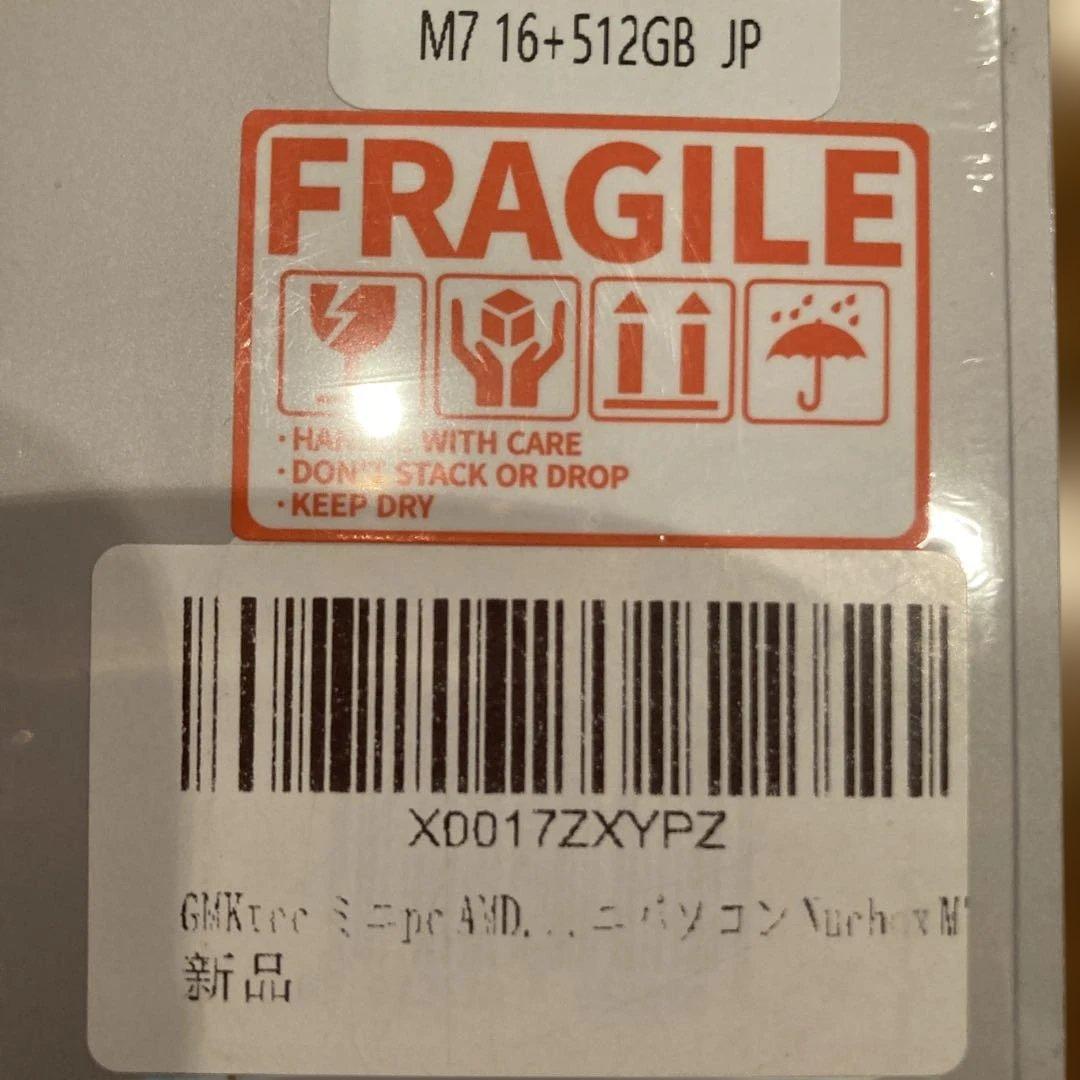 M7 16+512GB JP
FRAGILE
·HANDLE WITH CARE
·DON'T STACK OR DROP
·KEEP DRY
X0017ZXYPZ
GMKtec ミニpc AMD...ニパソコン Nucbox M7
新品